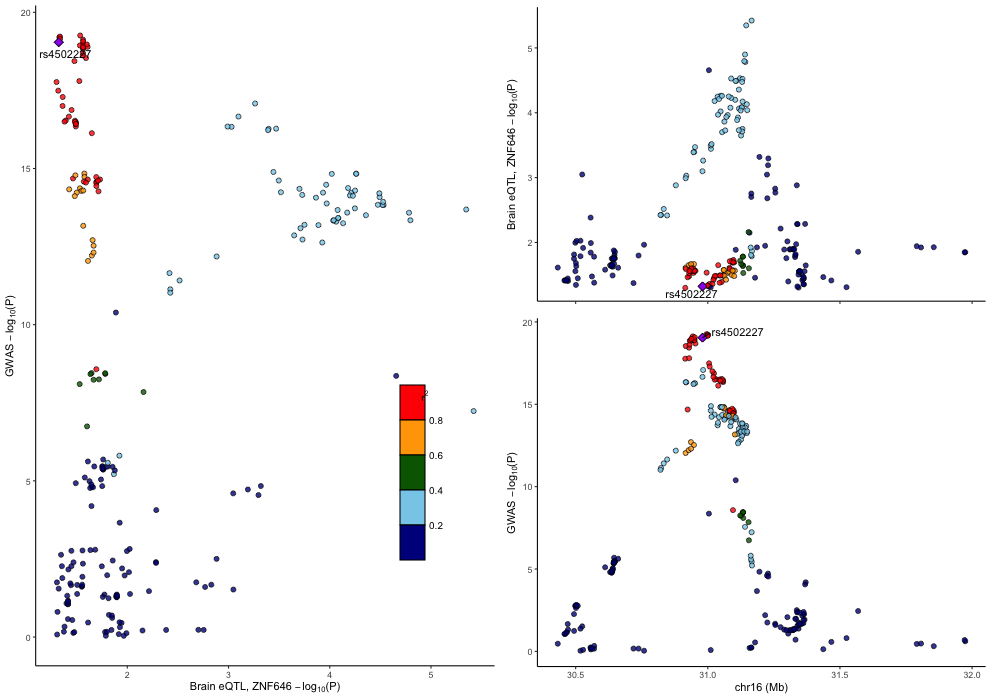 20
15
10
5
0
GWAS −log10(P)
rs4502227
2
3
4
5
Brain eQTL, ZNF646 −log10(P)
r2
0.8
0.6
0.4
0.2
5
4
3
2
Brain eQTL, ZNF646 −log10(P)
rs4502227
20
15
10
5
0
GWAS −log10(P)
rs4502227
30.5
31.0
31.5
32.0
chr16 (Mb)